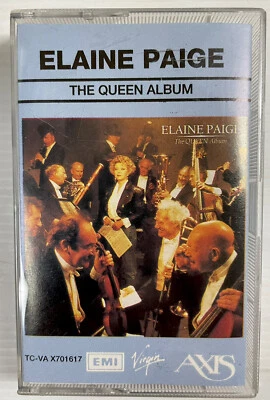 ELAINE PAIGE
THE QUEEN ALBUM
ELAINE PAIGE
The QUEEN Album
TC-VA X701617
EMI
Virgin
AXIS